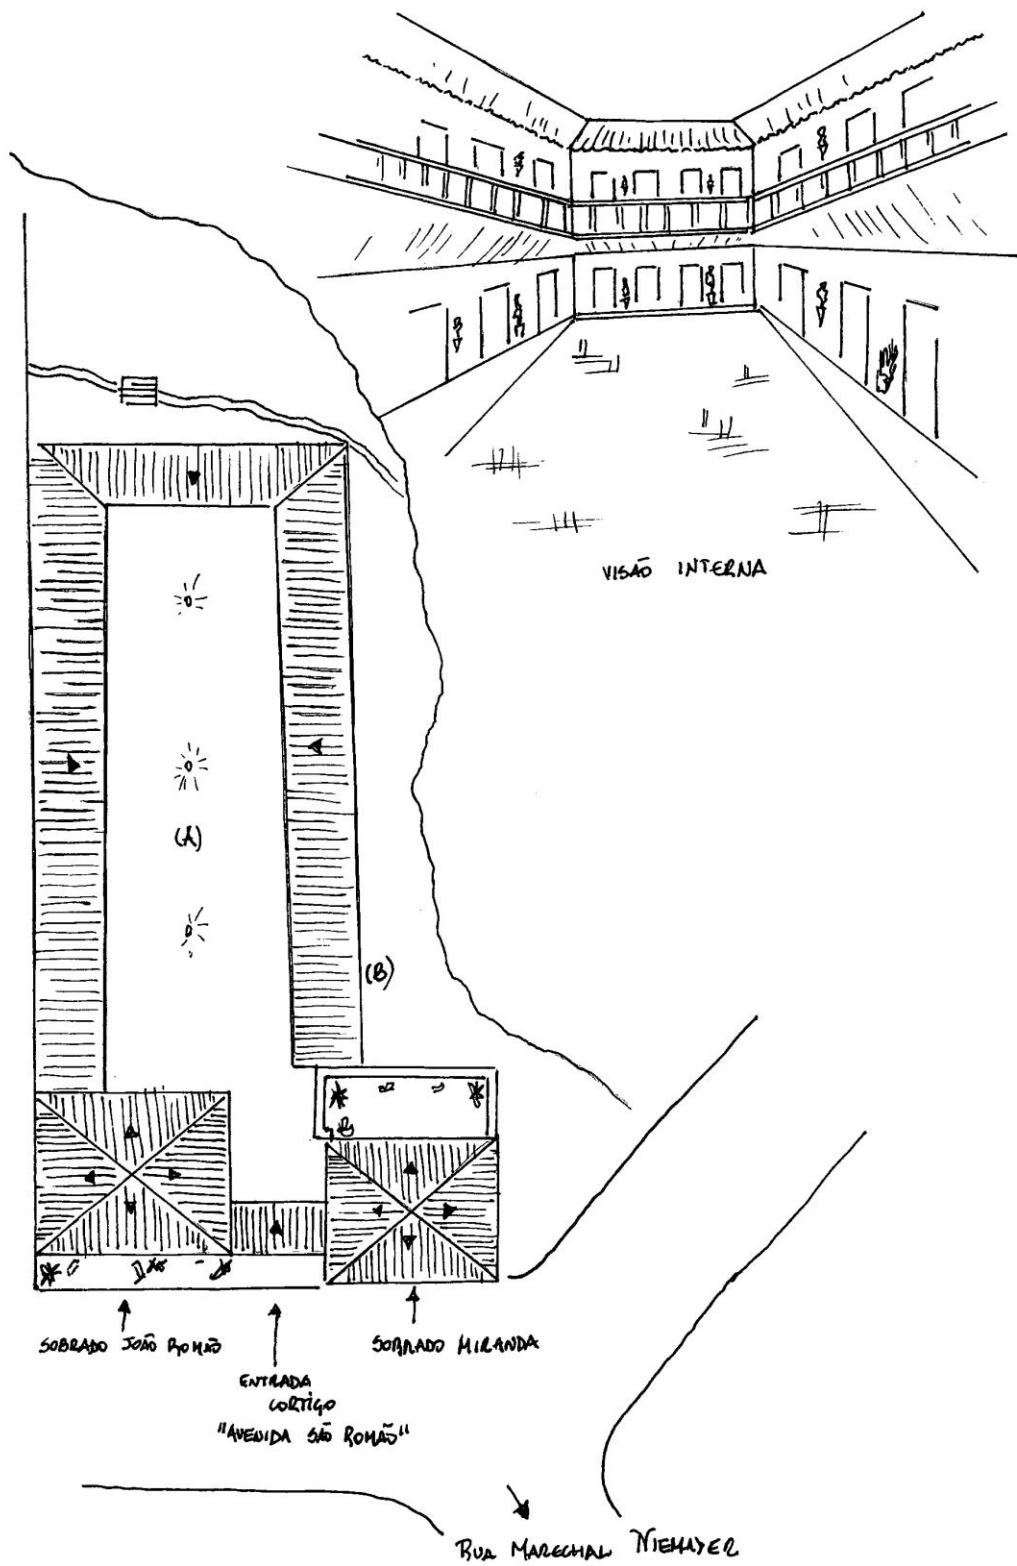 VISÃO INTERNA
(A)
(B)
SOBRADO JOÃO ROMÃO
SOBRADO MIRANDA
ENTRADA
CORTIÇO
"AVENIDA SÃO ROMÃO"
RUA MARECHAL NIEMAYER